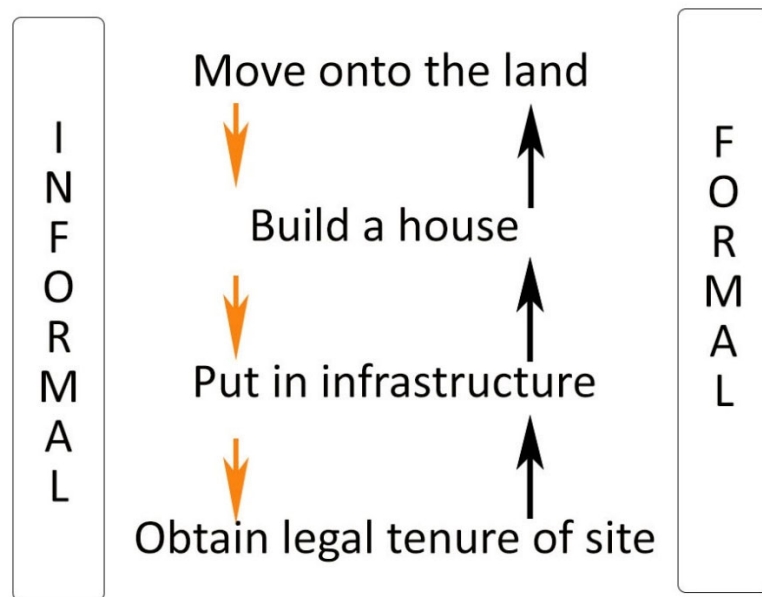 INFORMAL
Move onto the land
Build a house
Put in infrastructure
Obtain legal tenure of site
FORMAL